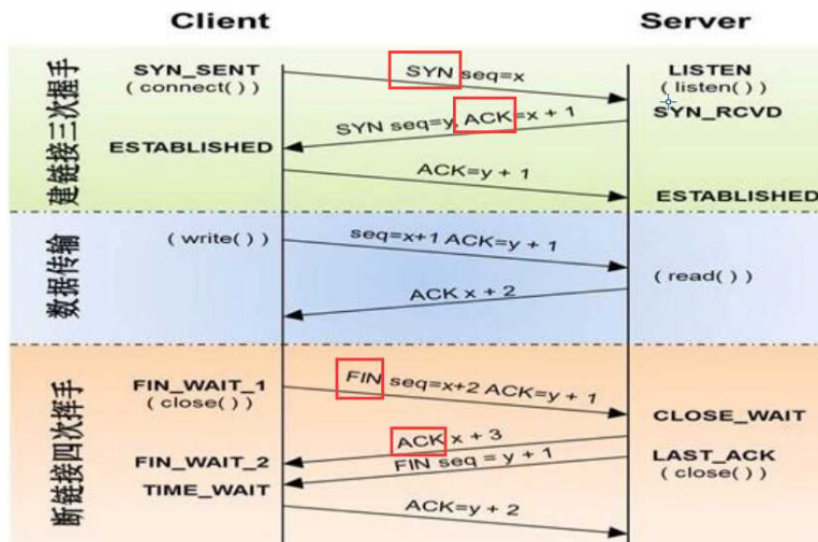 Client
Server
建链接三次握手
SYN_SENT
(connect())
SYN seq=x
LISTEN
(listen())
SYN seq=y, ACK=x + 1
SYN_RCVD
ESTABLISHED
ACK=y + 1
ESTABLISHED
数据传输
(write())
seq=x+1 ACK=y + 1
(read())
ACK x + 2
断链接四次挥手
FIN_WAIT_1
(close())
FIN seq=x+2 ACK=y + 1
CLOSE_WAIT
ACK x + 3
FIN_WAIT_2
FIN seq = y + 1
LAST_ACK
(close())
TIME_WAIT
ACK=y + 2